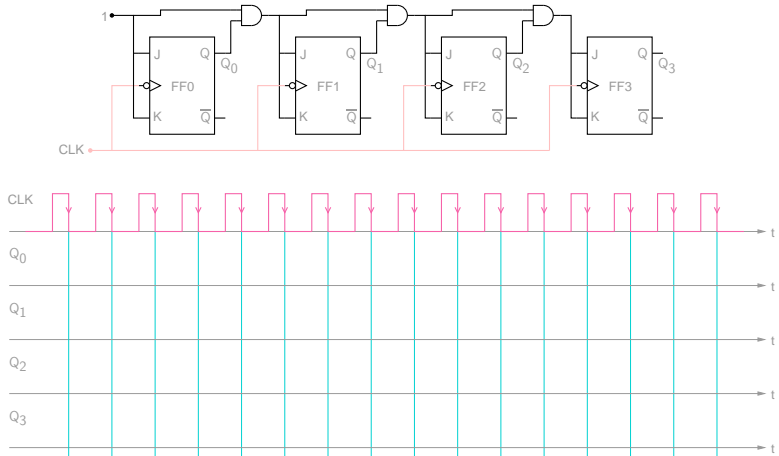 1
J Q Q₀ J Q Q₁ J Q Q₂ J Q Q₃
FF0 FF1 FF2 FF3
K Q̅ K Q̅ K Q̅ K Q̅
CLK
CLK
t
Q₀
t
Q₁
t
Q₂
t
Q₃
t